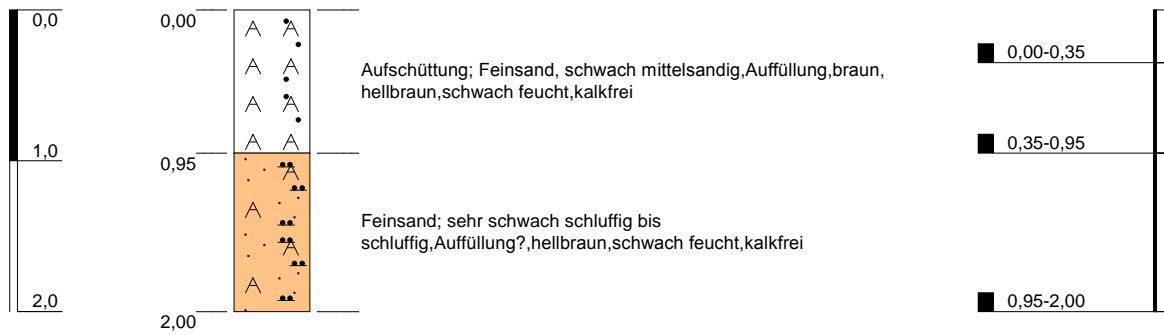 0,0
0,00
Aufschüttung; Feinsand, schwach mittelsandig,Auffüllung,braun,
hellbraun,schwach feucht,kalkfrei
0,00-0,35
1,0
0,95
0,35-0,95
Feinsand; sehr schwach schluffig bis
schluffig,Auffüllung?,hellbraun,schwach feucht,kalkfrei
2,0
2,00
0,95-2,00
A A
A A
A A
A A
A
A
A
A